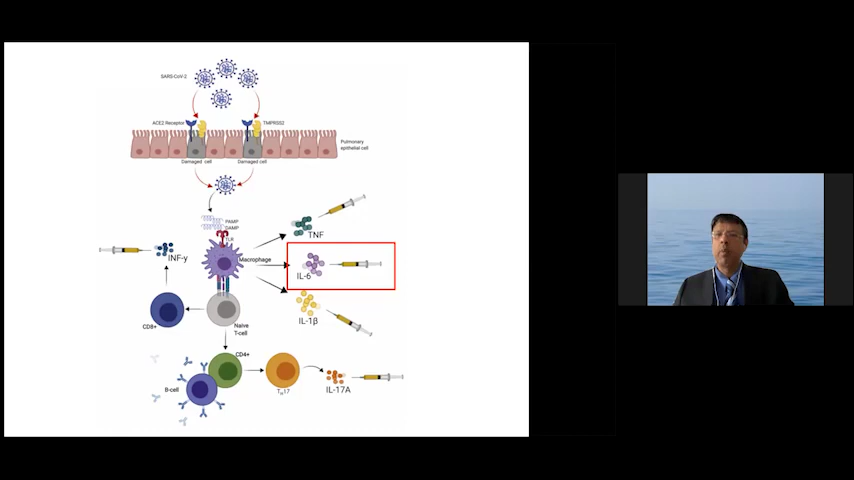 SARS-CoV-2
ACE2 Receptor
TMPRSS2
Pulmonary
epithelial cell
Damaged cell
Damaged cell
PAMP
DAMP
TLR
TNF
INF-γ
Macrophage
IL-6
IL-1β
CD8+
Naive
T-cell
CD4+
B-cell
TH17
IL-17A